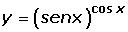 y = (senx)^cos x